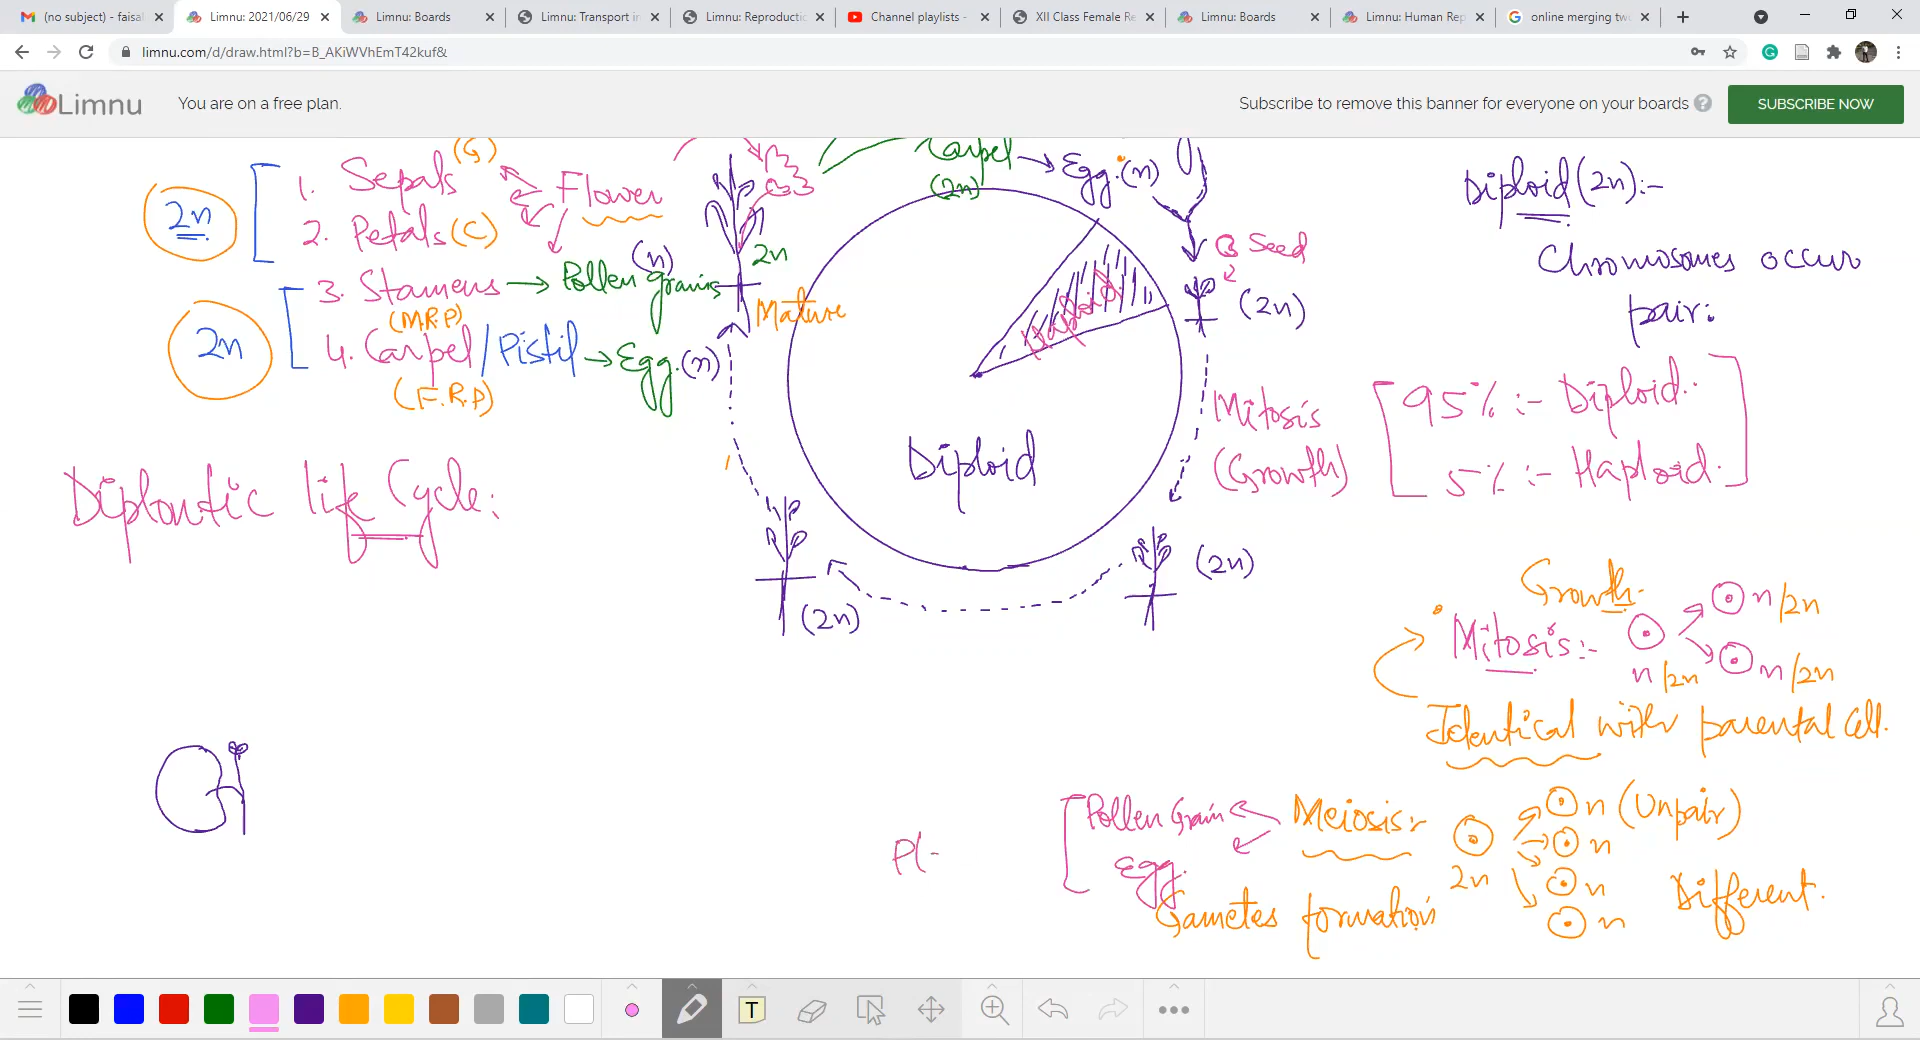 (no subject) - faisal
Limnu: 2021/06/29
Limnu: Boards
Limnu: Transport in
Limnu: Reproductio
Channel playlists -
XII Class Female Re
Limnu: Boards
Limnu: Human Rep
online merging two
limnu.com/d/draw.html?b=B_AKiWVhEmT42kuf&
Limnu
You are on a free plan.
Subscribe to remove this banner for everyone on your boards ?
SUBSCRIBE NOW
2n
1. Sepals (G)
2. Petals (C)
Flower
2n
3. Stamens → Pollen grains (n)
(M.R.P)
4. Carpel / Pistil → Egg. (n)
(F.R.P)
Diplontic life Cycle:
2n
Mature
Carpel → Egg. (n)
(2n)
Seed
(2n)
Haploid
Diploid
Mitosis
(Growth)
(2n)
(2n)
Diploid (2n):-
Chromosomes occur
pair:
95% :- Diploid.
5% :- Haploid.
Growth.
Mitosis:-
n/2n
n/2n
n/2n
Identical with parental cell.
Pollen Grain
Egg.
Meiosis:
2n
n (Unpair)
n
n
n
Different.
Gametes formation
Pl-
T